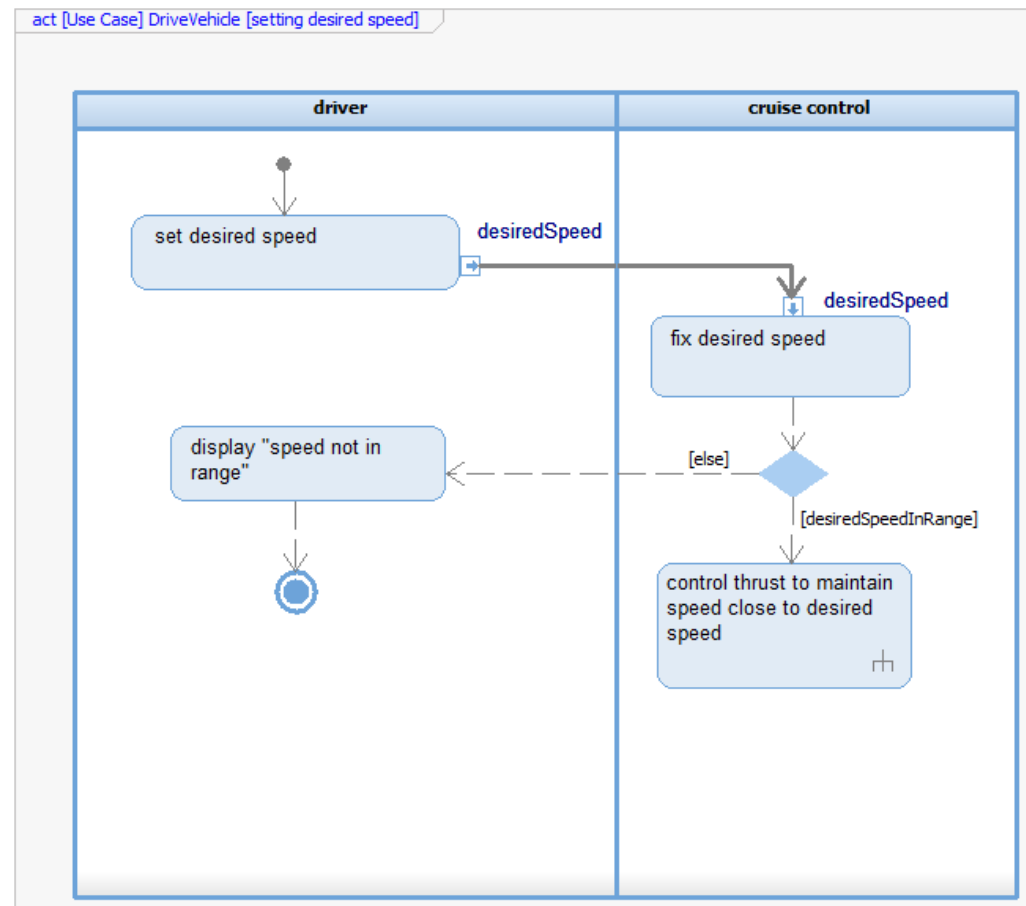 act [Use Case] DriveVehicle [setting desired speed]
driver
cruise control
set desired speed
desiredSpeed
desiredSpeed
fix desired speed
display "speed not in
range"
[else]
[desiredSpeedInRange]
control thrust to maintain
speed close to desired
speed